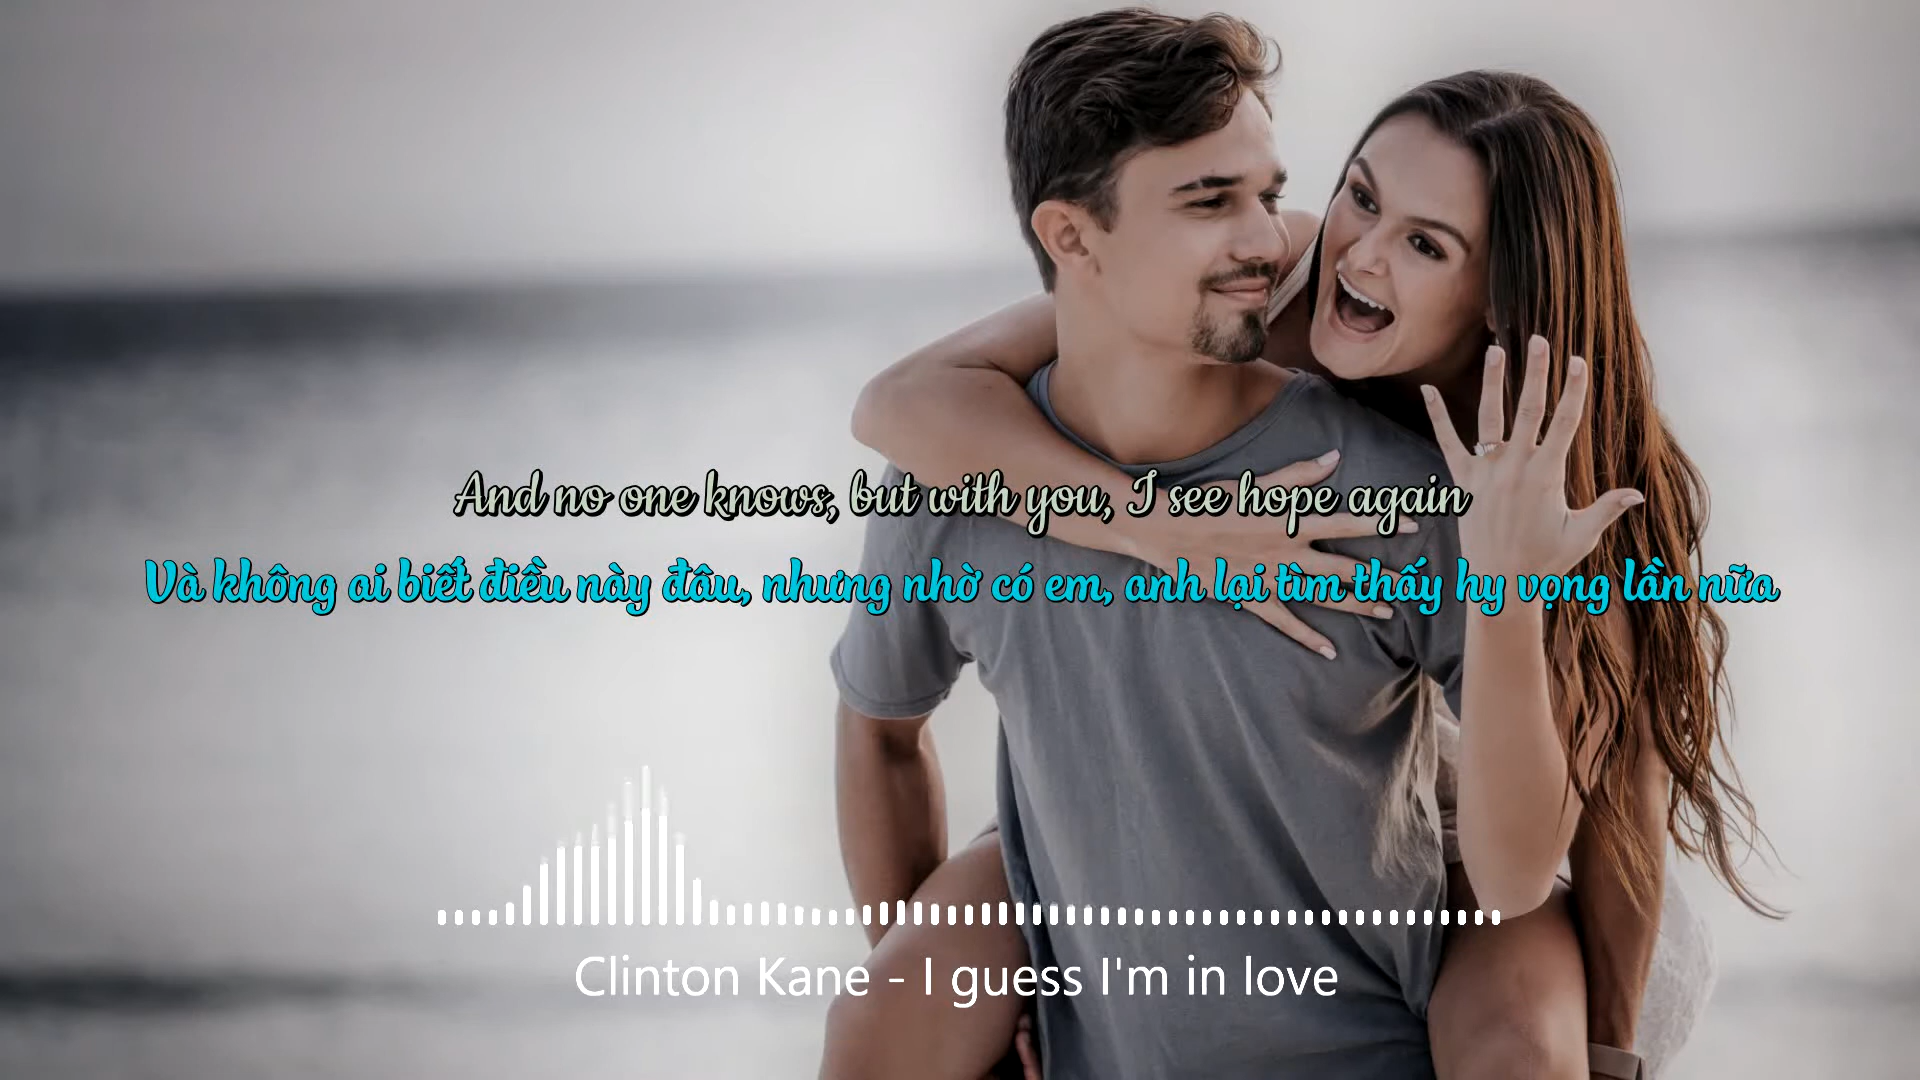 And no one knows, but with you, I see hope again
Và không ai biết điều này đâu, nhưng nhờ có em, anh lại tìm thấy hy vọng lần nữa
Clinton Kane - I guess I'm in love